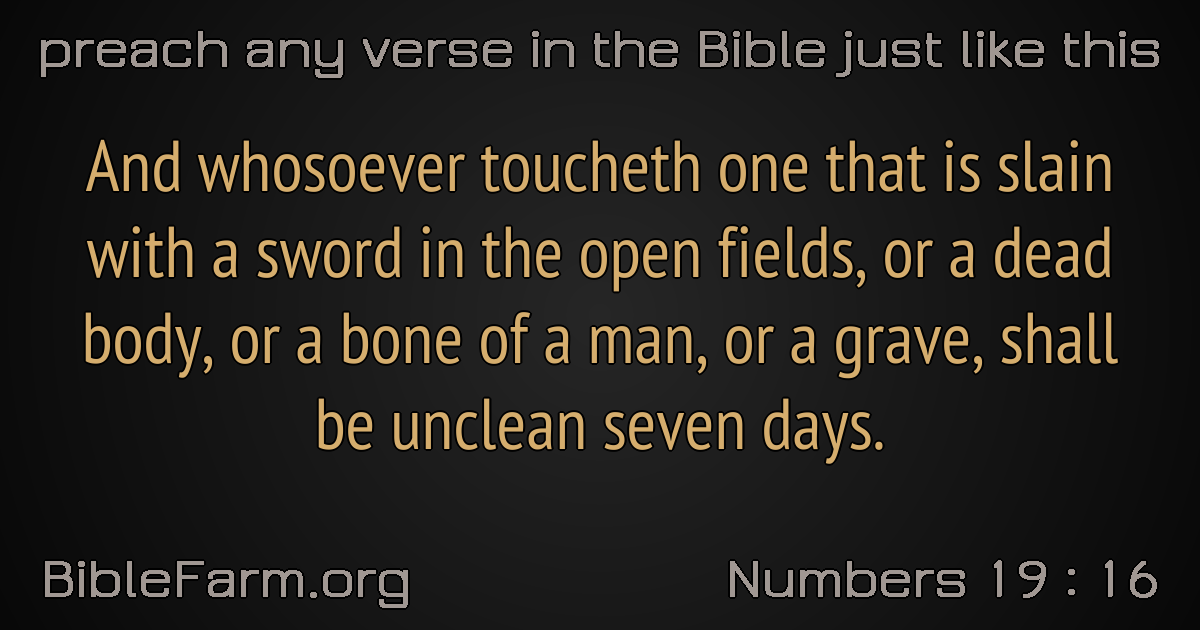 preach any verse in the Bible just like this
And whosoever toucheth one that is slain
with a sword in the open fields, or a dead
body, or a bone of a man, or a grave, shall
be unclean seven days.
BibleFarm.org
Numbers 19 : 16